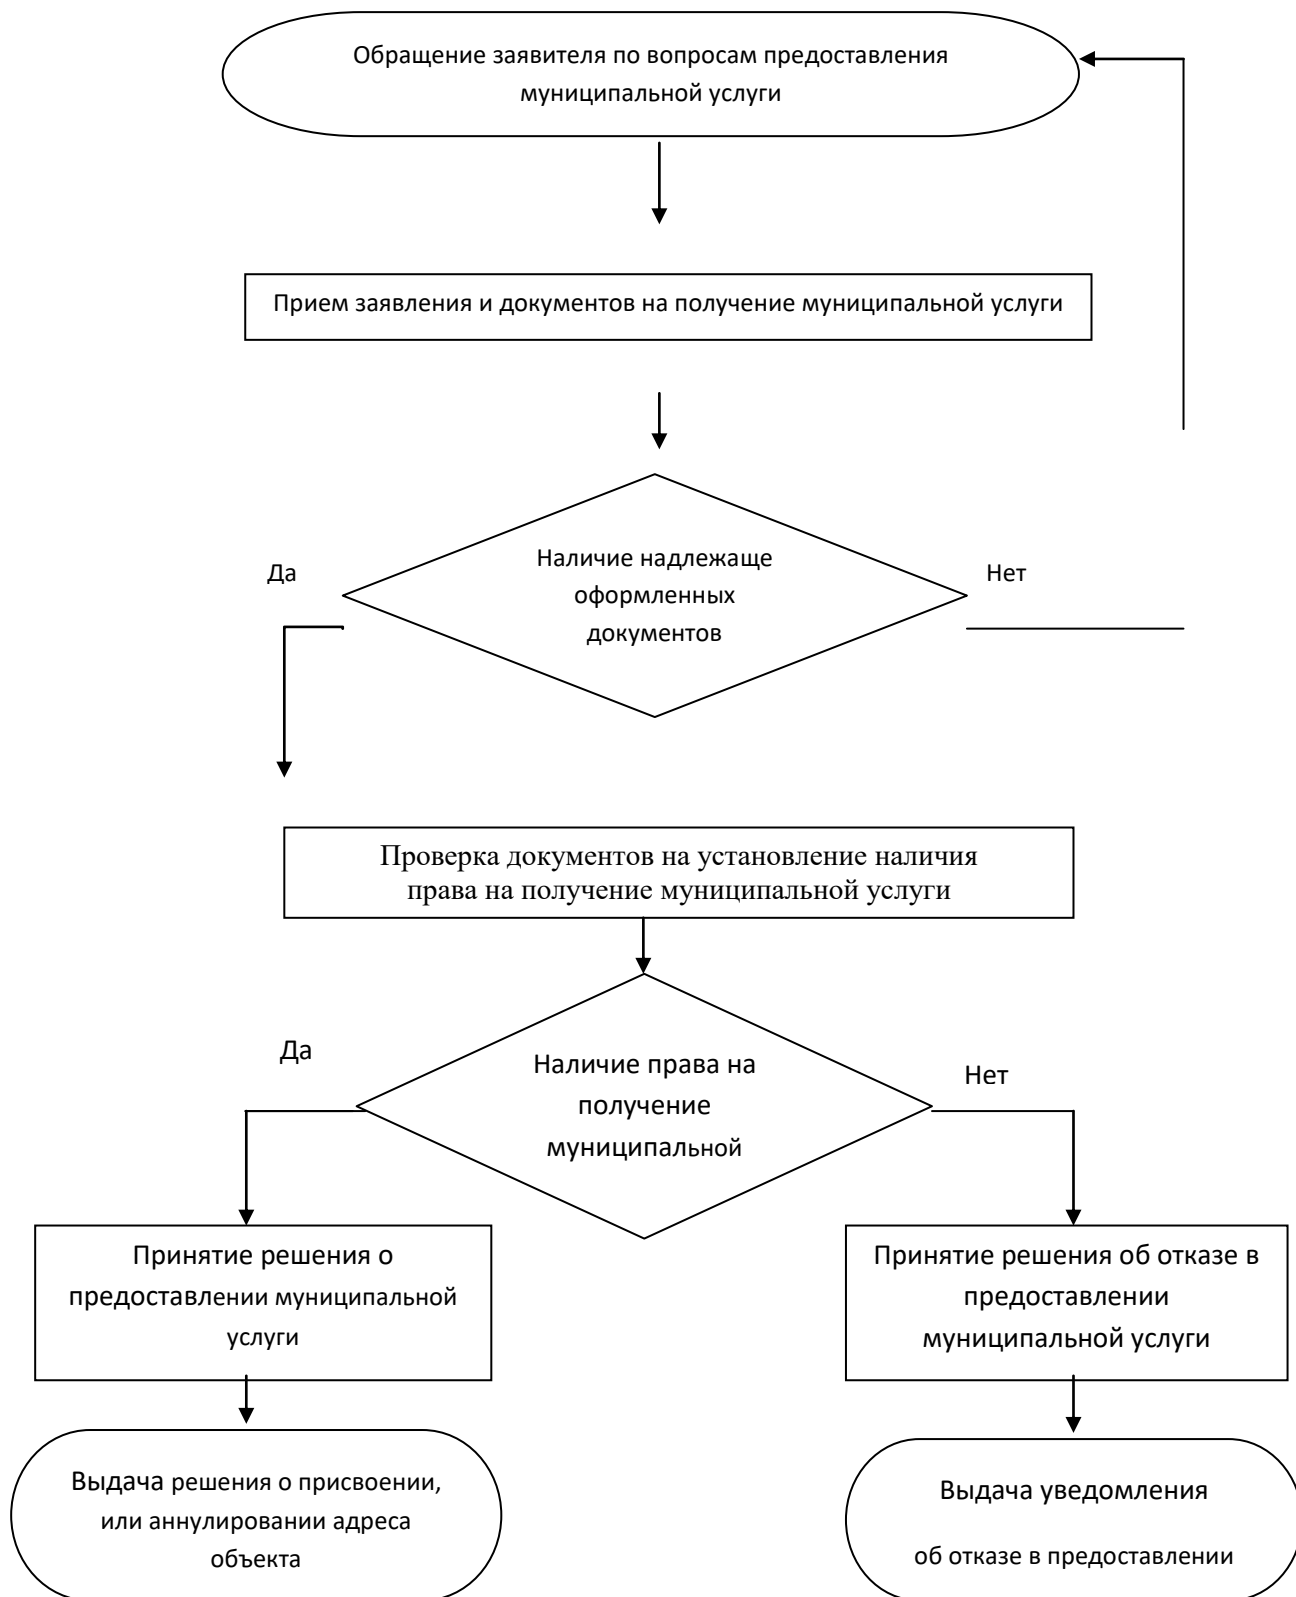 Обращение заявителя по вопросам предоставления
муниципальной услуги
Прием заявления и документов на получение муниципальной услуги
Да
Наличие надлежаще
оформленных
документов
Нет
Проверка документов на установление наличия
права на получение муниципальной услуги
Да
Наличие права на
получение
муниципальной
Нет
Принятие решения о
предоставлении муниципальной
услуги
Принятие решения об отказе в
предоставлении
муниципальной услуги
Выдача решения о присвоении,
или аннулировании адреса
объекта
Выдача уведомления
об отказе в предоставлении